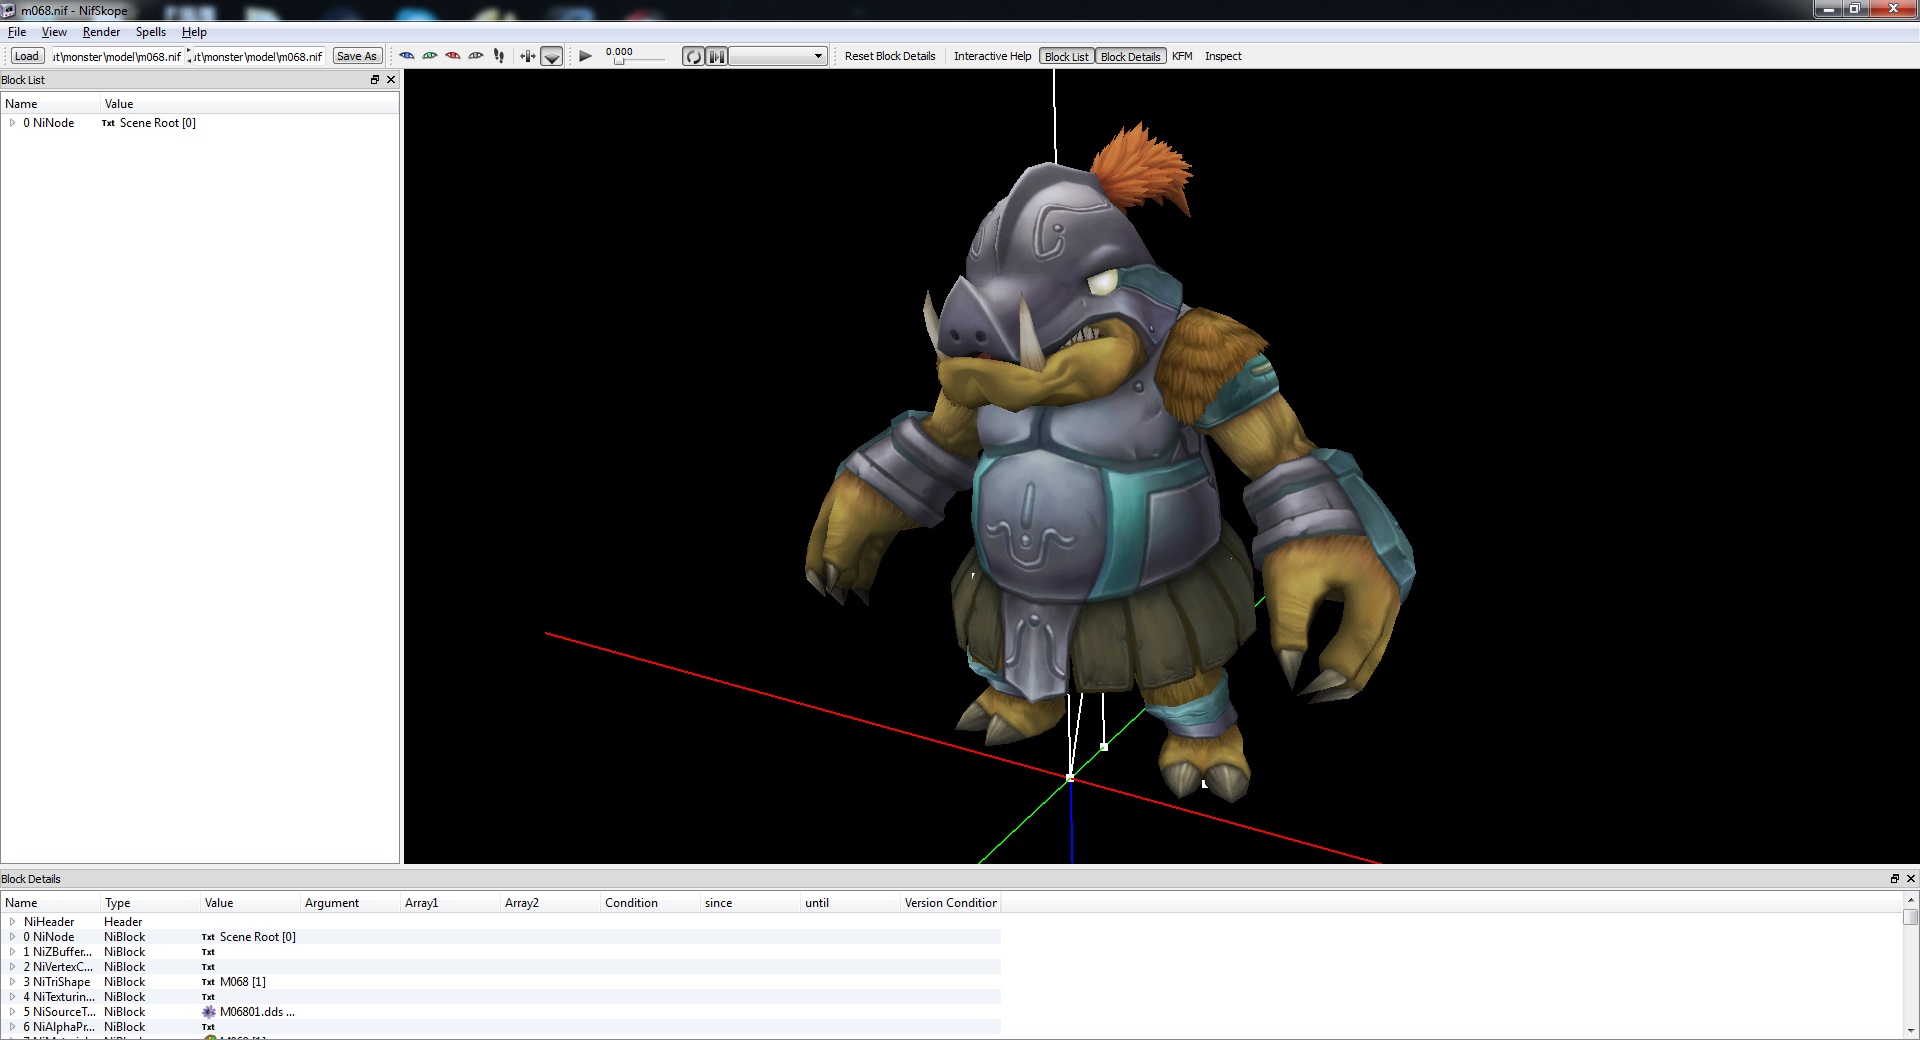 m068.nif - NifSkope
File View Render Spells Help
Load ut\monster\model\m068.nif ut\monster\model\m068.nif Save As 0.000 Reset Block Details Interactive Help Block List Block Details KFM Inspect
Block List
Name Value
0 NiNode Txt Scene Root [0]
Block Details
Name Type Value Argument Array1 Array2 Condition since until Version Condition
NiHeader Header
0 NiNode NiBlock Txt Scene Root [0]
1 NiZBuffer... NiBlock Txt
2 NiVertexC... NiBlock Txt
3 NiTriShape NiBlock Txt M068 [1]
4 NiTexturin... NiBlock Txt
5 NiSourceT... NiBlock M06801.dds ...
6 NiAlphaPr... NiBlock Txt